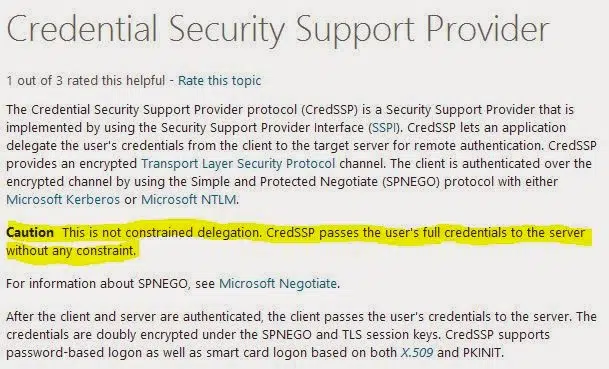 Credential Security Support Provider
1 out of 3 rated this helpful - Rate this topic
The Credential Security Support Provider protocol (CredSSP) is a Security Support Provider that is
implemented by using the Security Support Provider Interface (SSPI). CredSSP lets an application
delegate the user's credentials from the client to the target server for remote authentication. CredSSP
provides an encrypted Transport Layer Security Protocol channel. The client is authenticated over the
encrypted channel by using the Simple and Protected Negotiate (SPNEGO) protocol with either
Microsoft Kerberos or Microsoft NTLM.
Caution This is not constrained delegation. CredSSP passes the user's full credentials to the server
without any constraint.
For information about SPNEGO, see Microsoft Negotiate.
After the client and server are authenticated, the client passes the user's credentials to the server. The
credentials are doubly encrypted under the SPNEGO and TLS session keys. CredSSP supports
password-based logon as well as smart card logon based on both X.509 and PKINIT.